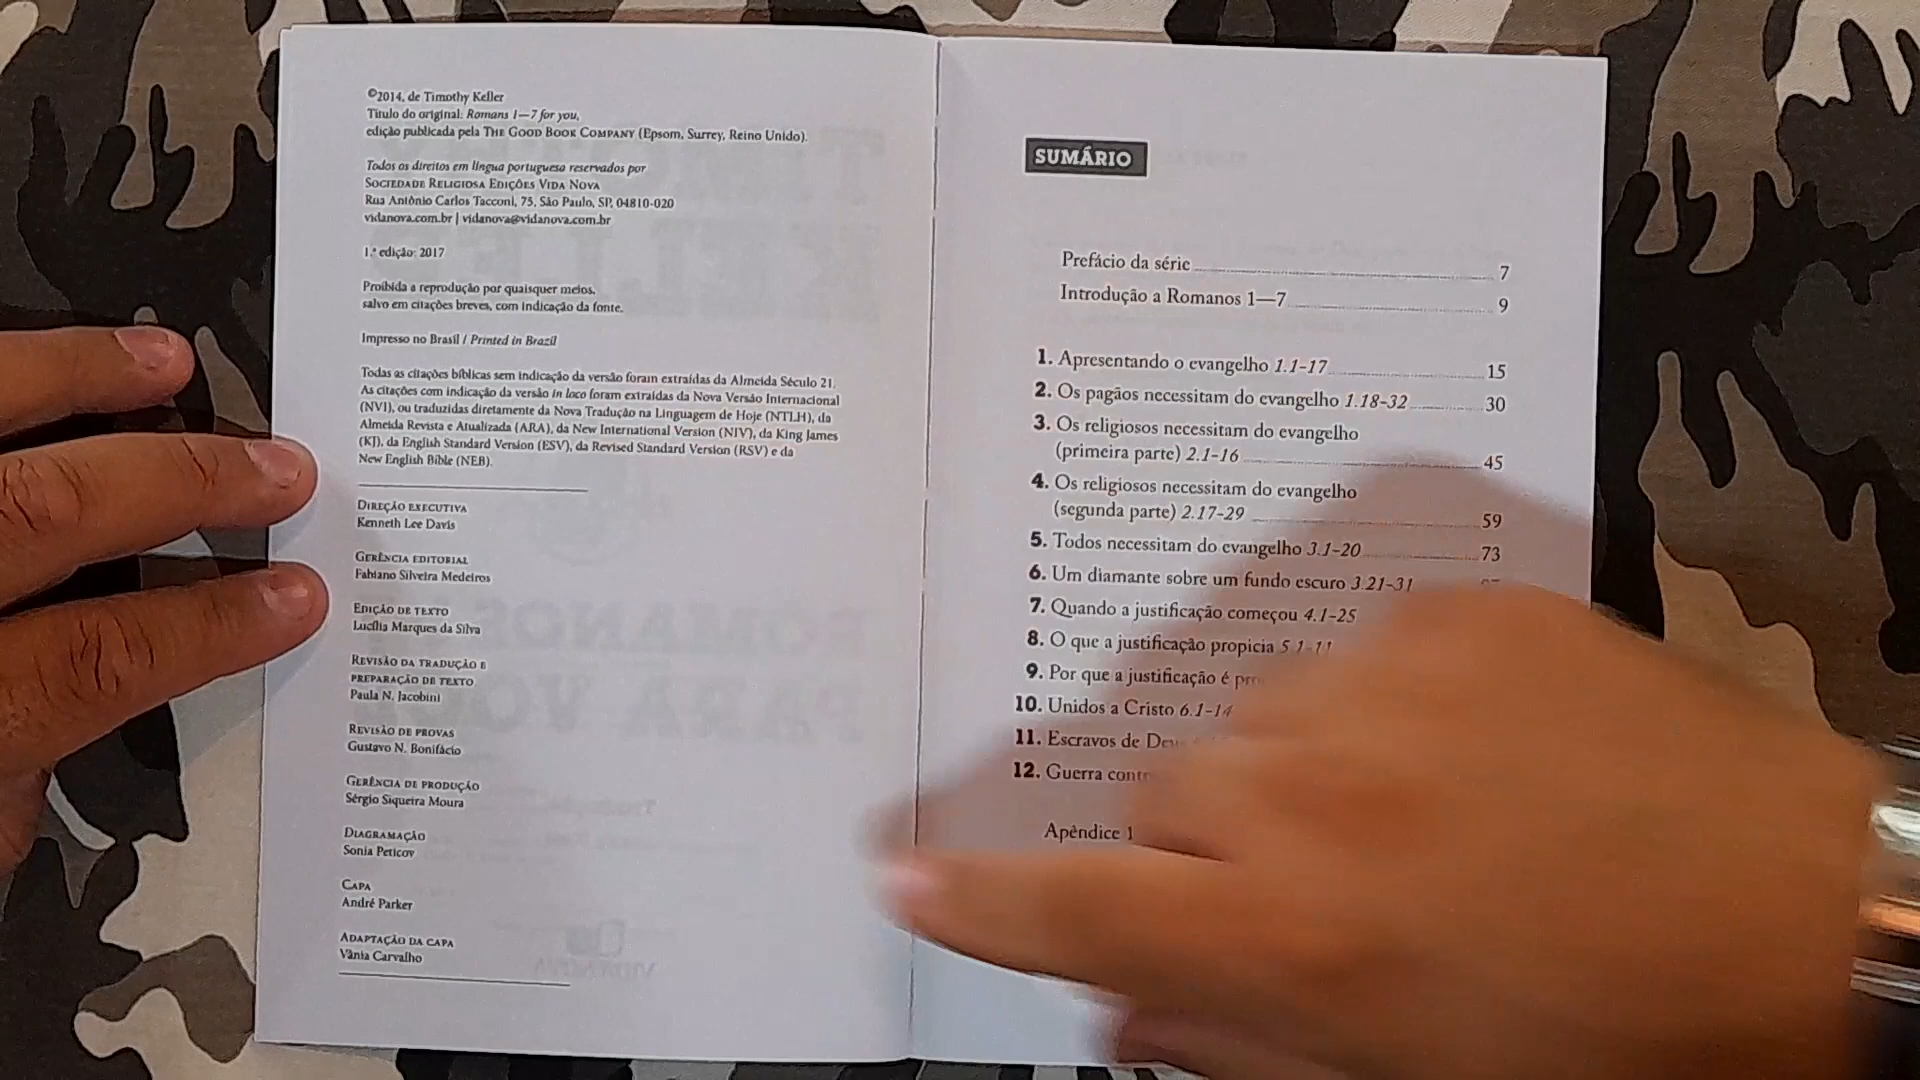 ©2014, de Timothy Keller
Título do original: Romans 1—7 for you,
edição publicada pela THE GOOD BOOK COMPANY (Epsom, Surrey, Reino Unido).
Todos os direitos em língua portuguesa reservados por
SOCIEDADE RELIGIOSA EDIÇÕES VIDA NOVA
Rua Antônio Carlos Tacconi, 75, São Paulo, SP, 04810-020
vidanova.com.br | vidanova@vidanova.com.br
1.ª edição: 2017
Proibida a reprodução por quaisquer meios,
salvo em citações breves, com indicação da fonte.
Impresso no Brasil / Printed in Brazil
Todas as citações bíblicas sem indicação da versão foram extraídas da Almeida Século 21.
As citações com indicação da versão in loco foram extraídas da Nova Versão Internacional
(NVI), ou traduzidas diretamente da Nova Tradução na Linguagem de Hoje (NTLH), da
Almeida Revista e Atualizada (ARA), da New International Version (NIV), da King James
(KJ), da English Standard Version (ESV), da Revised Standard Version (RSV) e da
New English Bible (NEB).
DIREÇÃO EXECUTIVA
Kenneth Lee Davis
GERÊNCIA EDITORIAL
Fabiano Silveira Medeiros
EDIÇÃO DE TEXTO
Lucília Marques da Silva
REVISÃO DA TRADUÇÃO E
PREPARAÇÃO DE TEXTO
Paula N. Jacobini
REVISÃO DE PROVAS
Gustavo N. Bonifácio
GERÊNCIA DE PRODUÇÃO
Sérgio Siqueira Moura
DIAGRAMAÇÃO
Sonia Peticov
CAPA
André Parker
ADAPTAÇÃO DA CAPA
Vânia Carvalho
SUMÁRIO
Prefácio da série 7
Introdução a Romanos 1—7 9
1. Apresentando o evangelho 1.1-17 15
2. Os pagãos necessitam do evangelho 1.18-32 30
3. Os religiosos necessitam do evangelho
(primeira parte) 2.1-16 45
4. Os religiosos necessitam do evangelho
(segunda parte) 2.17-29 59
5. Todos necessitam do evangelho 3.1-20 73
6. Um diamante sobre um fundo escuro 3.21-31
7. Quando a justificação começou 4.1-25
8. O que a justificação propicia 5.1-11
9. Por que a justificação é
10. Unidos a Cristo 6.1-14
11. Escravos de
12. Guerra
Apêndice 1